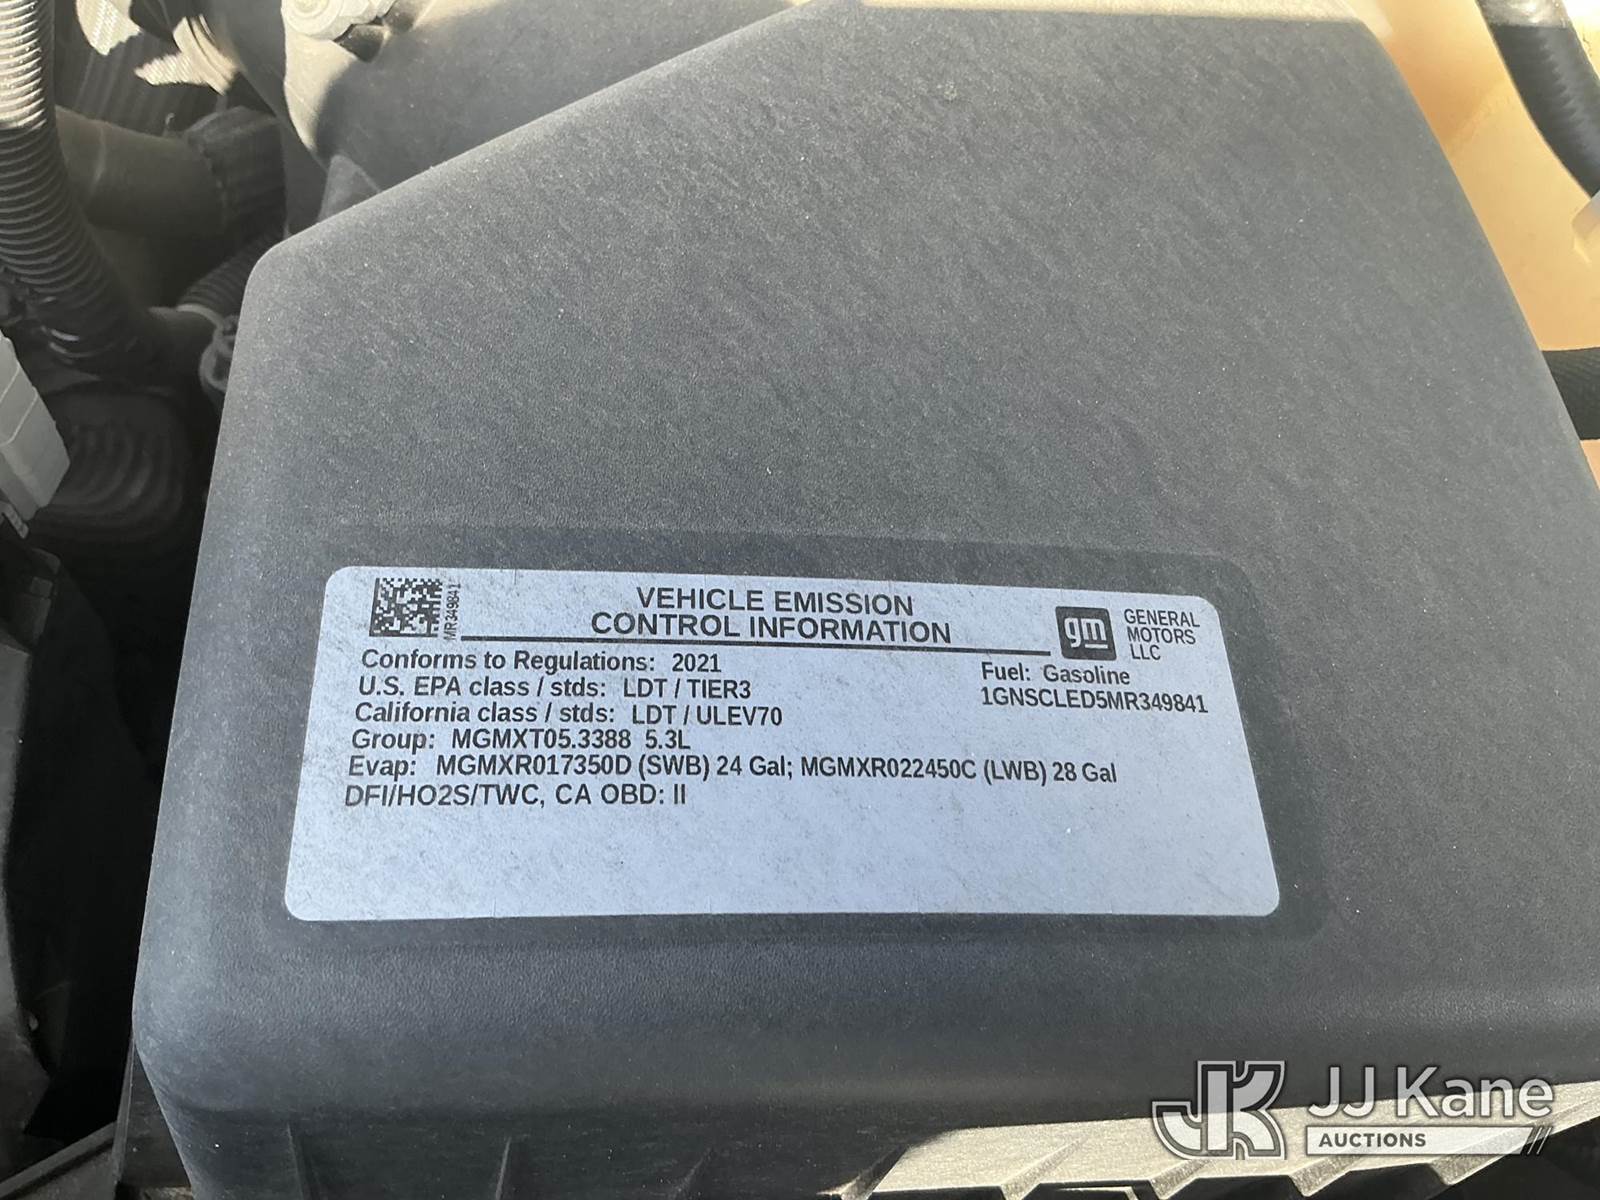 MR349841
VEHICLE EMISSION
CONTROL INFORMATION
gm GENERAL
MOTORS
LLC
Conforms to Regulations: 2021
Fuel: Gasoline
U.S. EPA class / stds: LDT / TIER3
1GNSCLED5MR349841
California class / stds: LDT / ULEV70
Group: MGMXT05.3388 5.3L
Evap: MGMXR017350D (SWB) 24 Gal; MGMXR022450C (LWB) 28 Gal
DFI/HO2S/TWC, CA OBD: II
JK JJ Kane
AUCTIONS